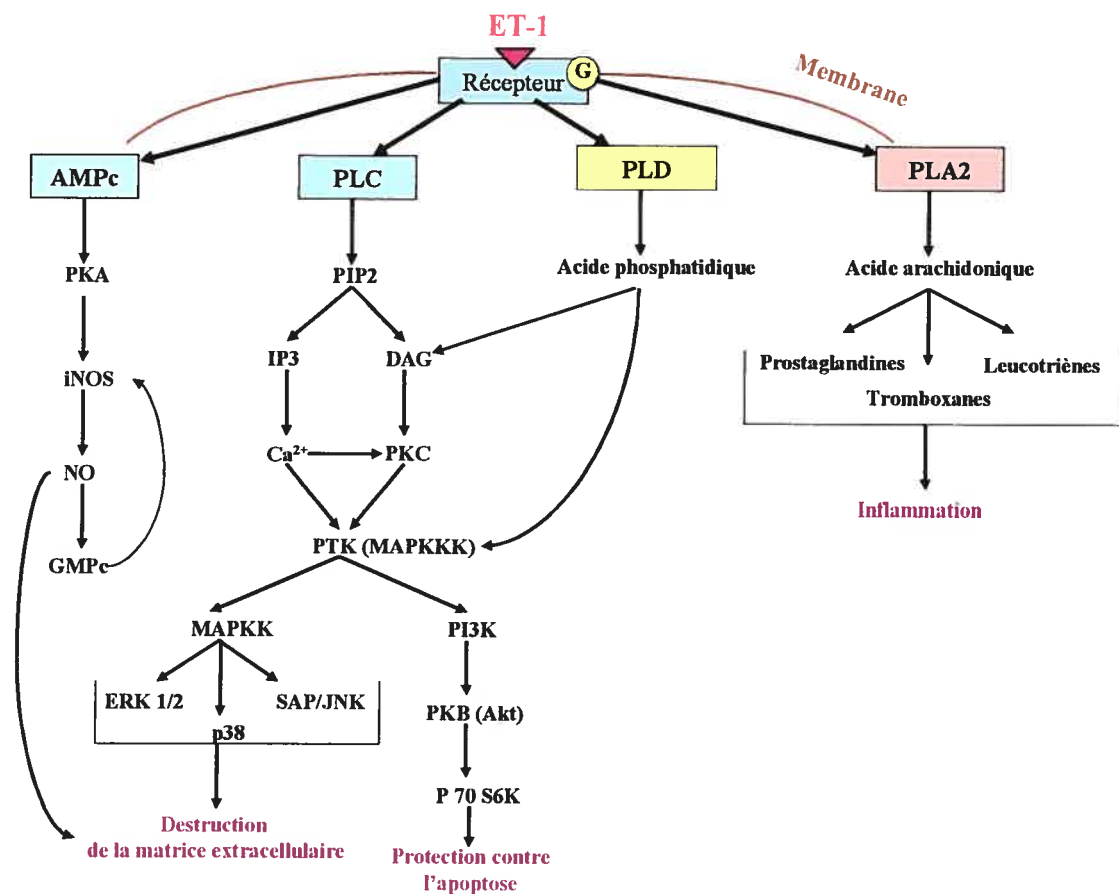 ET-1
Récepteur
G
Membrane
AMPc
PLC
PLD
PLA2
PKA
PIP2
Acide phosphatidique
Acide arachidonique
iNOS
IP3
DAG
Prostaglandines
Leucotriènes
Tromboxanes
NO
Ca²⁺
PKC
Inflammation
GMPc
PTK (MAPKKK)
MAPKK
PI3K
ERK 1/2
SAP/JNK
p38
PKB (Akt)
P 70 S6K
Destruction
de la matrice extracellulaire
Protection contre
l'apoptose